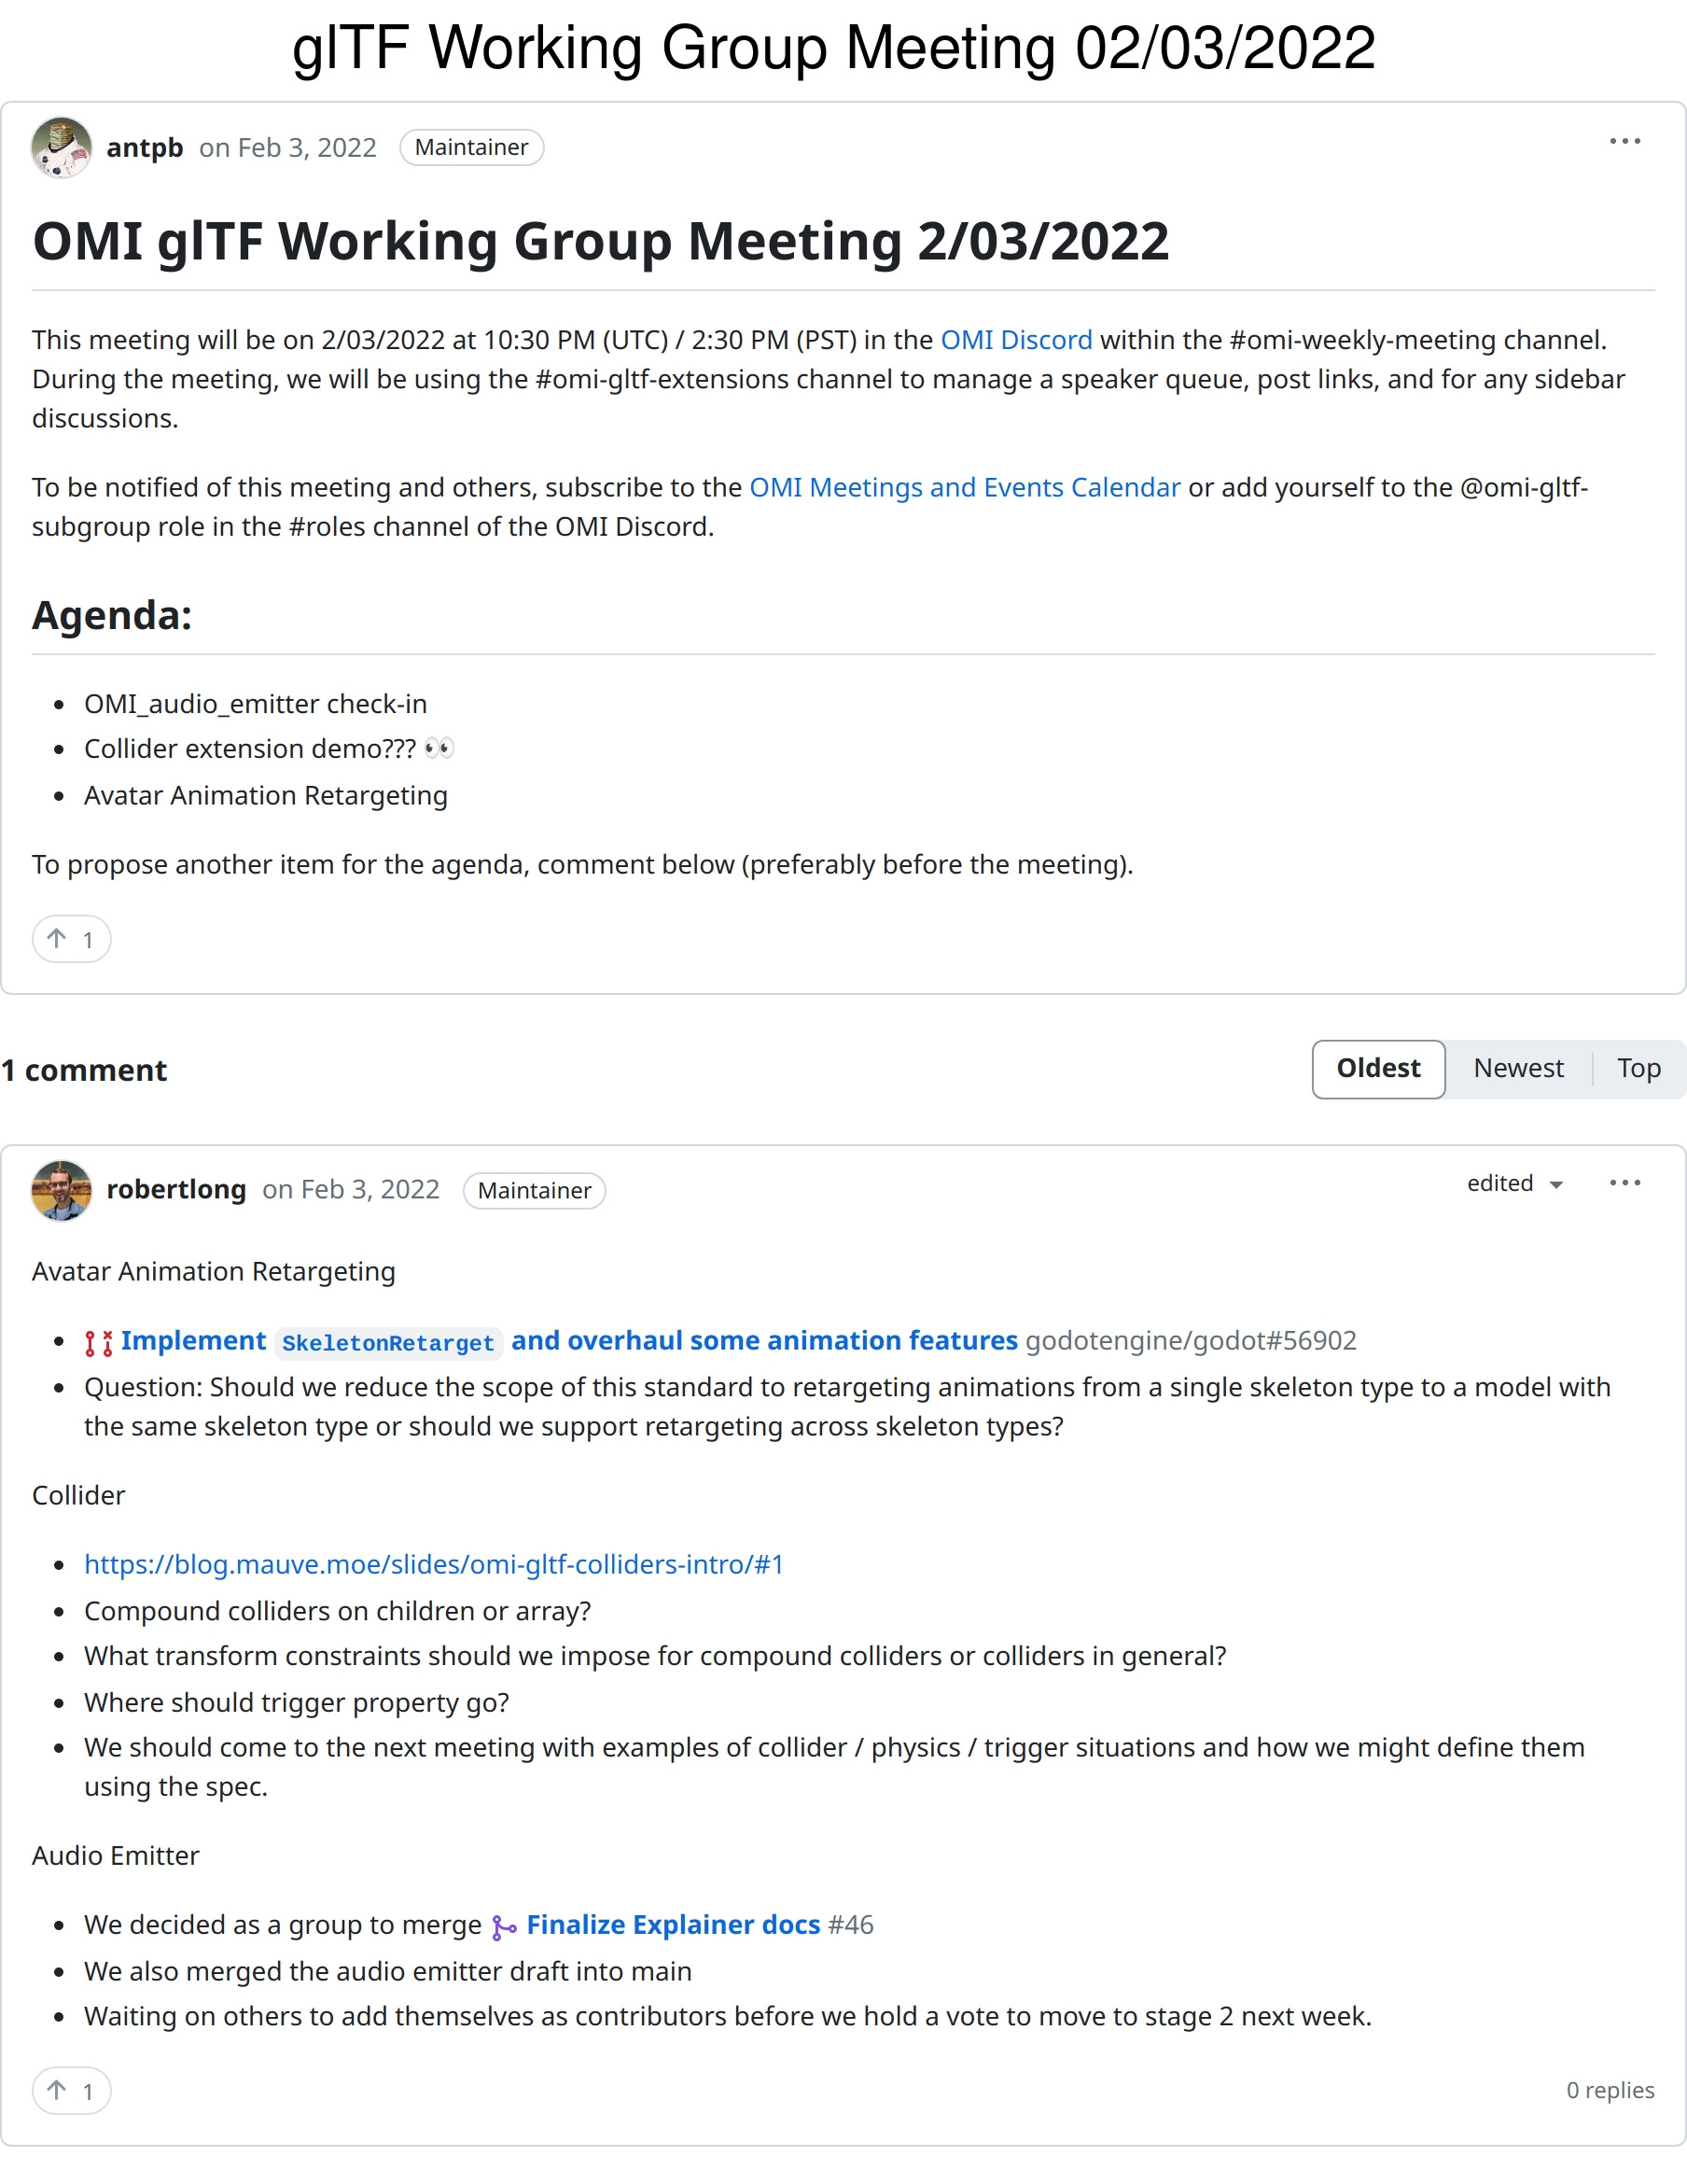 glTF Working Group Meeting 02/03/2022
antpb on Feb 3, 2022 Maintainer
OMI glTF Working Group Meeting 2/03/2022
This meeting will be on 2/03/2022 at 10:30 PM (UTC) / 2:30 PM (PST) in the OMI Discord within the #omi-weekly-meeting channel.
During the meeting, we will be using the #omi-gltf-extensions channel to manage a speaker queue, post links, and for any sidebar
discussions.
To be notified of this meeting and others, subscribe to the OMI Meetings and Events Calendar or add yourself to the @omi-gltf-
subgroup role in the #roles channel of the OMI Discord.
Agenda:
OMI_audio_emitter check-in
Collider extension demo??? 👀
Avatar Animation Retargeting
To propose another item for the agenda, comment below (preferably before the meeting).
↑ 1
1 comment
Oldest Newest Top
robertlong on Feb 3, 2022 Maintainer edited
Avatar Animation Retargeting
Implement SkeletonRetarget and overhaul some animation features godotengine/godot#56902
Question: Should we reduce the scope of this standard to retargeting animations from a single skeleton type to a model with
the same skeleton type or should we support retargeting across skeleton types?
Collider
https://blog.mauve.moe/slides/omi-gltf-colliders-intro/#1
Compound colliders on children or array?
What transform constraints should we impose for compound colliders or colliders in general?
Where should trigger property go?
We should come to the next meeting with examples of collider / physics / trigger situations and how we might define them
using the spec.
Audio Emitter
We decided as a group to merge Finalize Explainer docs #46
We also merged the audio emitter draft into main
Waiting on others to add themselves as contributors before we hold a vote to move to stage 2 next week.
↑ 1
0 replies